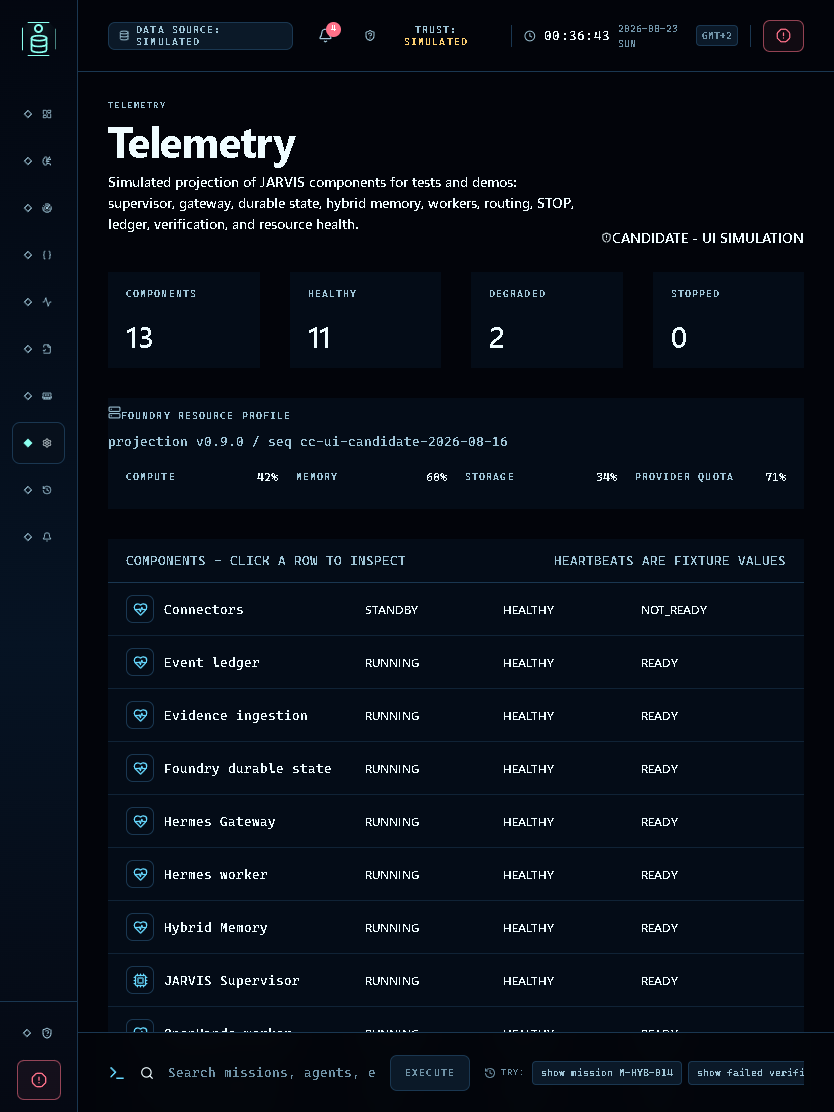 DATA SOURCE:
SIMULATED
4
TRUST:
SIMULATED
00:36:43
2026-08-23
SUN
GMT+2
TELEMETRY
Telemetry
Simulated projection of JARVIS components for tests and demos:
supervisor, gateway, durable state, hybrid memory, workers, routing, STOP,
ledger, verification, and resource health.
CANDIDATE - UI SIMULATION
COMPONENTS
13
HEALTHY
11
DEGRADED
2
STOPPED
0
FOUNDRY RESOURCE PROFILE
projection v0.9.0 / seq cc-ui-candidate-2026-08-16
COMPUTE 42% MEMORY 68% STORAGE 34% PROVIDER QUOTA 71%
COMPONENTS — CLICK A ROW TO INSPECT HEARTBEATS ARE FIXTURE VALUES
Connectors STANDBY HEALTHY NOT_READY
Event ledger RUNNING HEALTHY READY
Evidence ingestion RUNNING HEALTHY READY
Foundry durable state RUNNING HEALTHY READY
Hermes Gateway RUNNING HEALTHY READY
Hermes worker RUNNING HEALTHY READY
Hybrid Memory RUNNING HEALTHY READY
JARVIS Supervisor RUNNING HEALTHY READY
Search missions, agents, e EXECUTE TRY: show mission M-HYB-014 show failed verifi